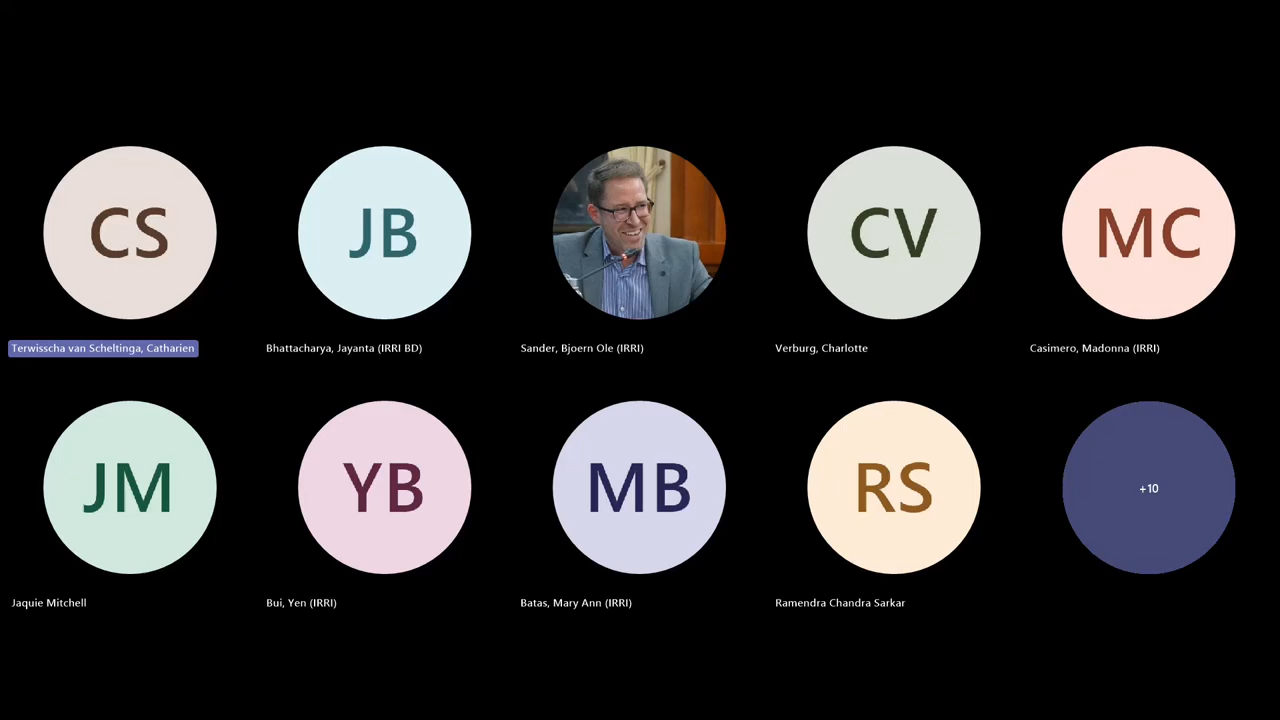 CS
JB
CV
MC
Terwisscha van Scheltinga, Catharien
Bhattacharya, Jayanta (IRRI BD)
Sander, Bjoern Ole (IRRI)
Verburg, Charlotte
Casimero, Madonna (IRRI)
JM
YB
MB
RS
+10
Jaquie Mitchell
Bui, Yen (IRRI)
Batas, Mary Ann (IRRI)
Ramendra Chandra Sarkar